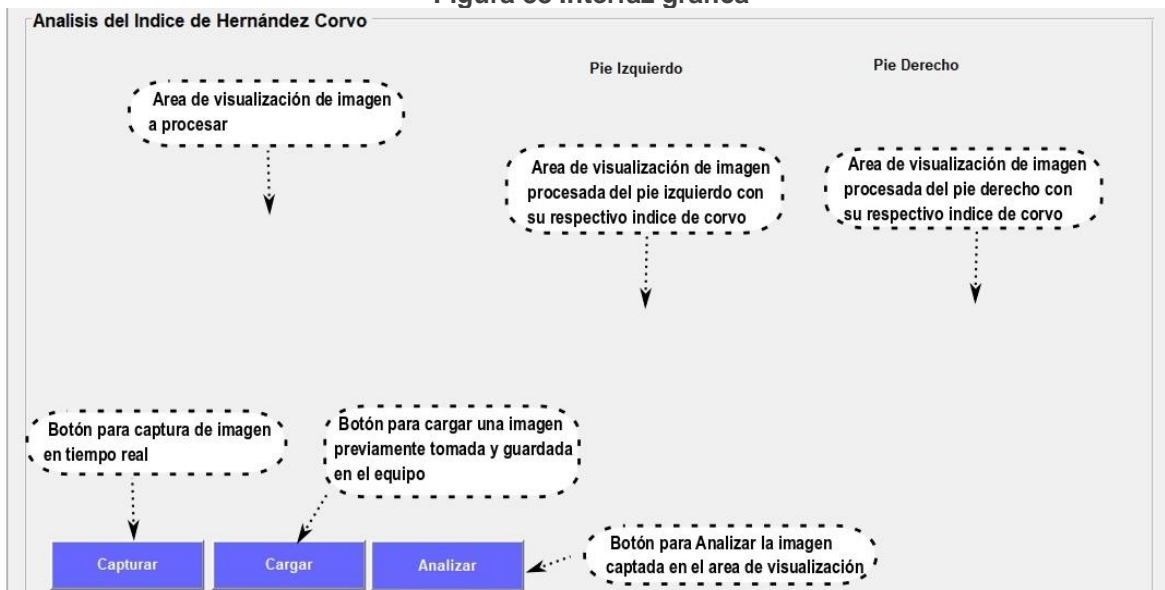 Analisis del Indice de Hernández Corvo
Pie Izquierdo
Pie Derecho
Area de visualización de imagen
a procesar
Area de visualización de imagen
procesada del pie izquierdo con
su respectivo indice de corvo
Area de visualización de imagen
procesada del pie derecho con
su respectivo indice de corvo
Botón para captura de imagen
en tiempo real
Botón para cargar una imagen
previamente tomada y guardada
en el equipo
Botón para Analizar la imagen
captada en el area de visualización
Capturar
Cargar
Analizar